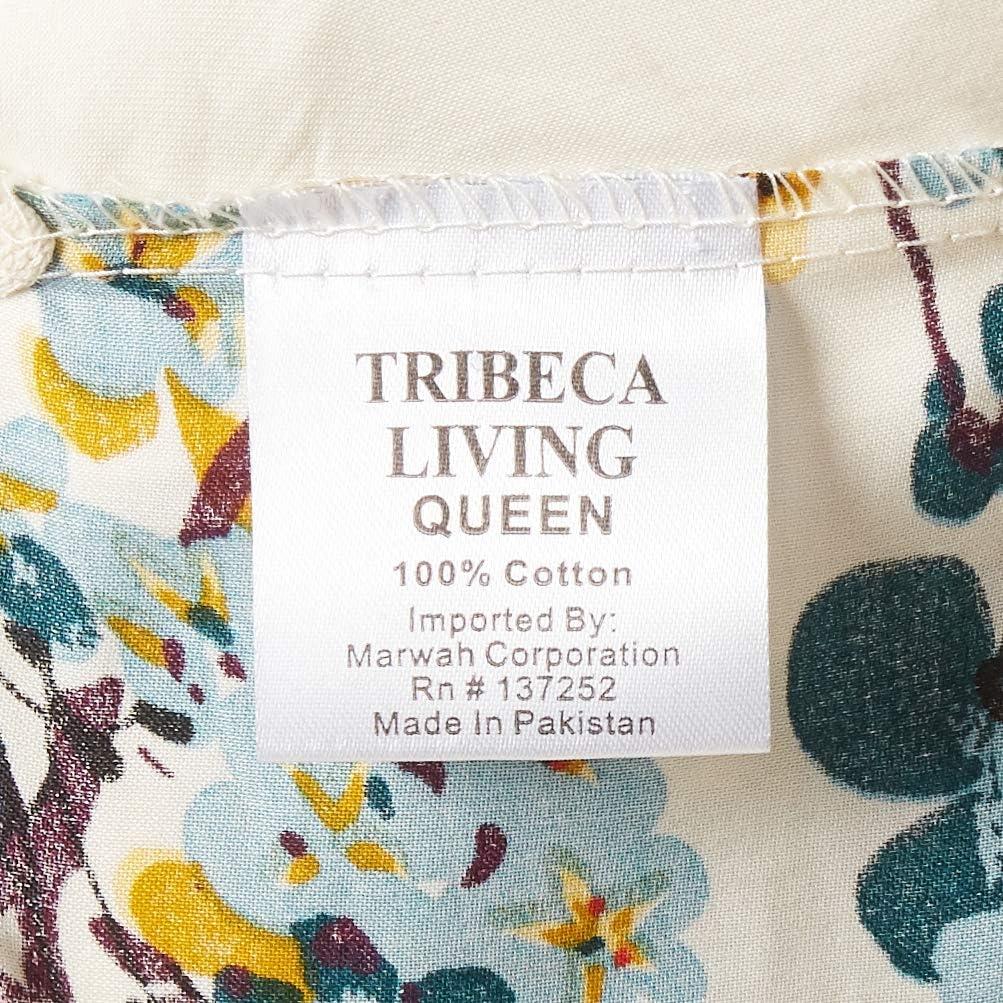 TRIBECA
LIVING
QUEEN
100% Cotton
Imported By:
Marwah Corporation
Rn # 137252
Made In Pakistan